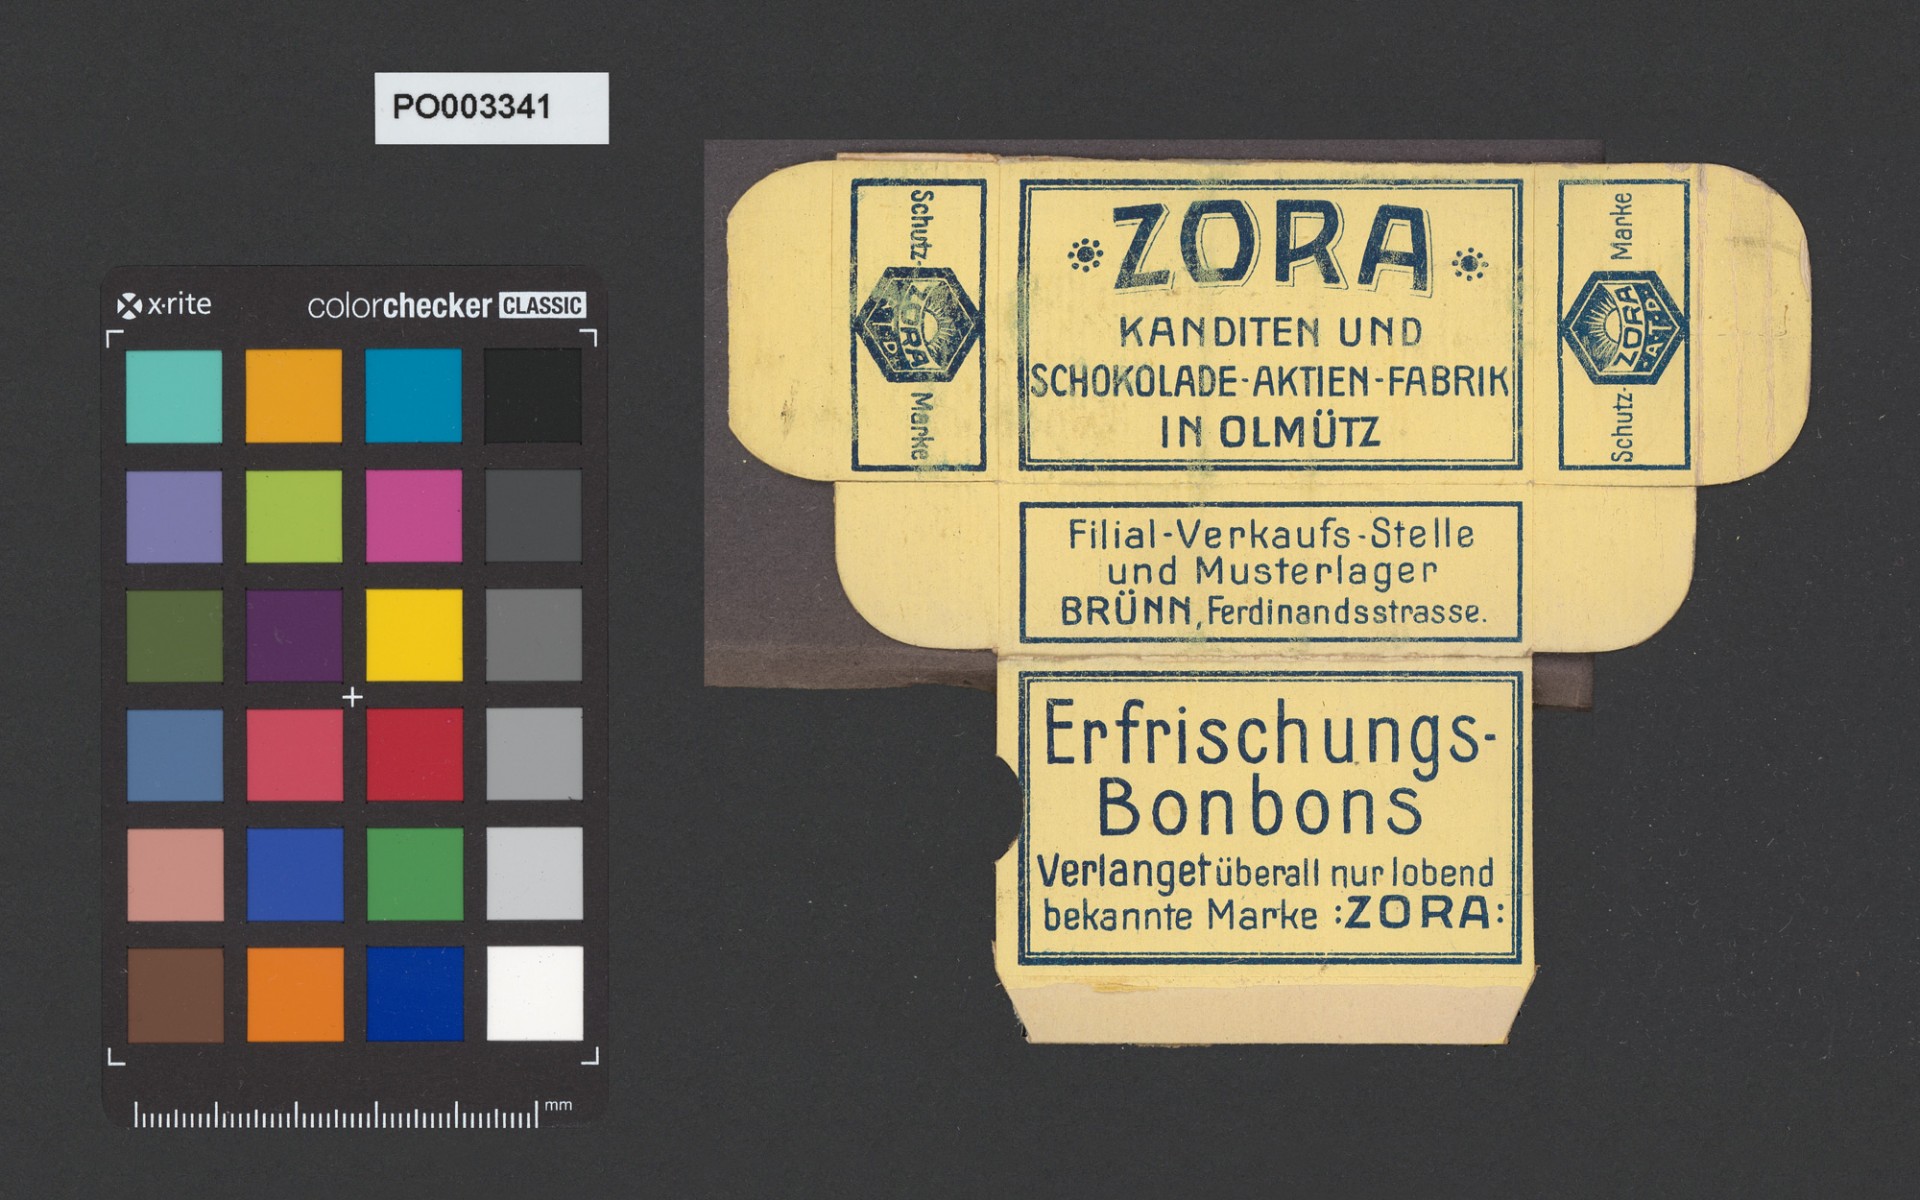 PO003341
x·rite
colorchecker CLASSIC
mm
Schutz-
ZORA
Marke
ZORA
KANDITEN UND
SCHOKOLADE-AKTIEN-FABRIK
IN OLMÜTZ
Schutz-
Marke
ZORA
A·T·D·
Filial-Verkaufs-Stelle
und Musterlager
BRÜNN, Ferdinandsstrasse.
Erfrischungs-
Bonbons
Verlanget überall nur lobend
bekannte Marke :ZORA: